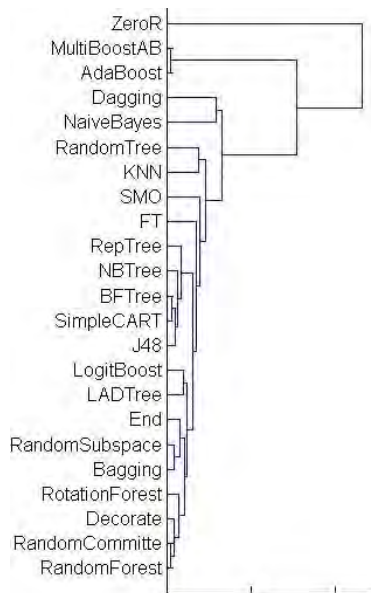 ZeroR
MultiBoostAB
AdaBoost
Dagging
NaiveBayes
RandomTree
KNN
SMO
FT
RepTree
NBTree
BFTree
SimpleCART
J48
LogitBoost
LADTree
End
RandomSubspace
Bagging
RotationForest
Decorate
RandomCommitte
RandomForest